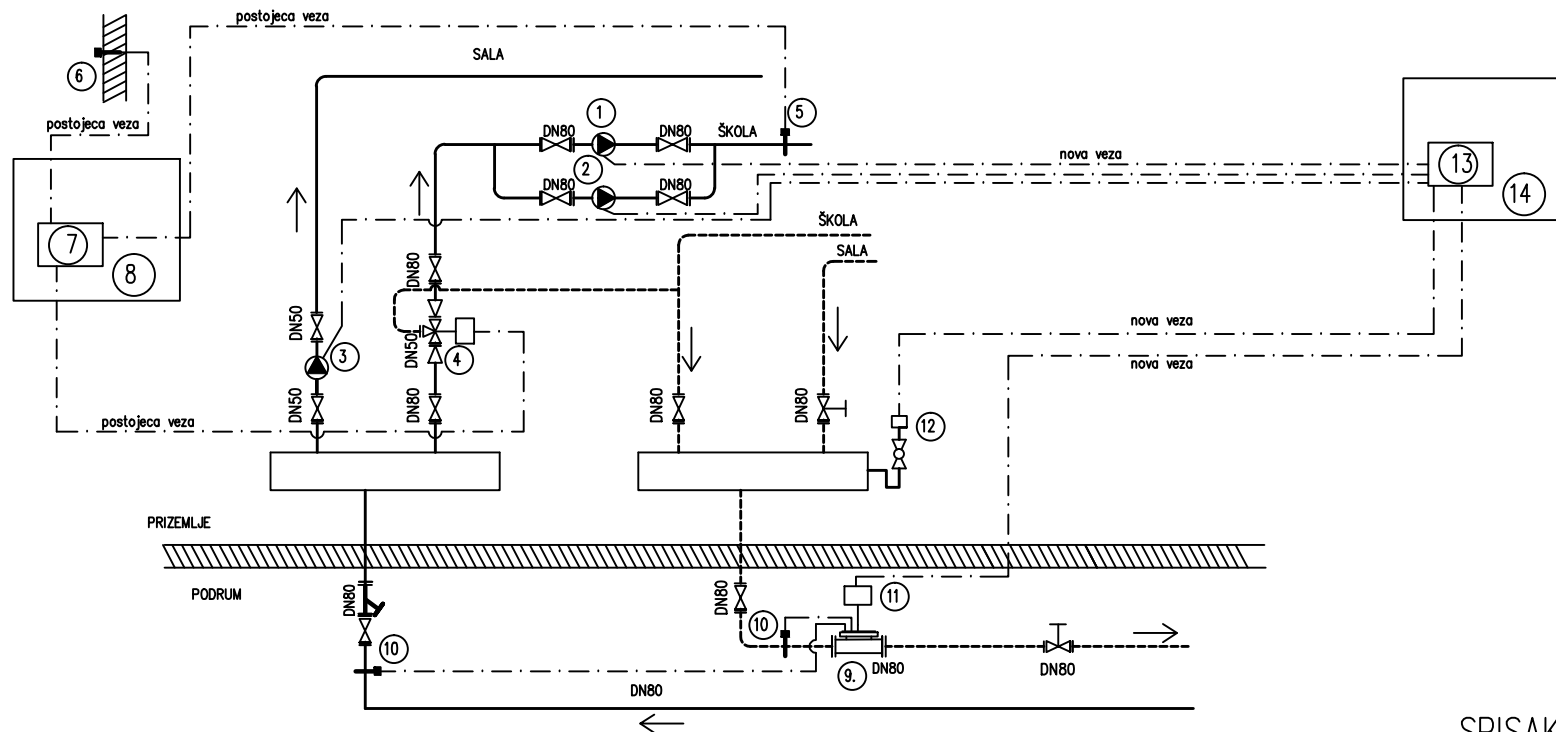 postojeca veza
SALA
6
1
5
DN80
DN80
ŠKOLA
postojeca veza
nova veza
13
2
DN80
DN80
14
ŠKOLA
7
SALA
8
DN80
nova veza
DN50
DN50
3
4
nova veza
DN50
DN80
DN80
DN80
postojeca veza
12
PRIZEMLJE
PODRUM
DN80
DN80
11
10
10
9.
DN80
DN80
DN80
SPISAK